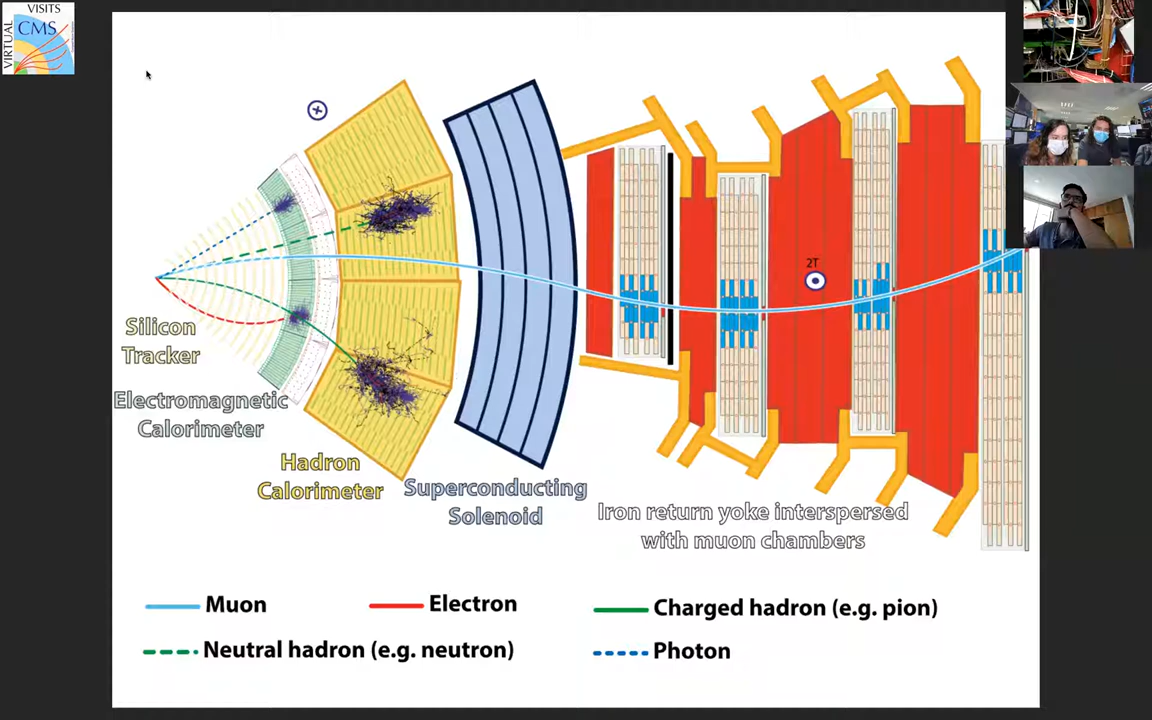 VISITS
CMS
VIRTUAL
2T
Silicon
Tracker
Electromagnetic
Calorimeter
Hadron
Calorimeter
Superconducting
Solenoid
Iron return yoke interspersed
with muon chambers
Muon
Electron
Charged hadron (e.g. pion)
Neutral hadron (e.g. neutron)
Photon